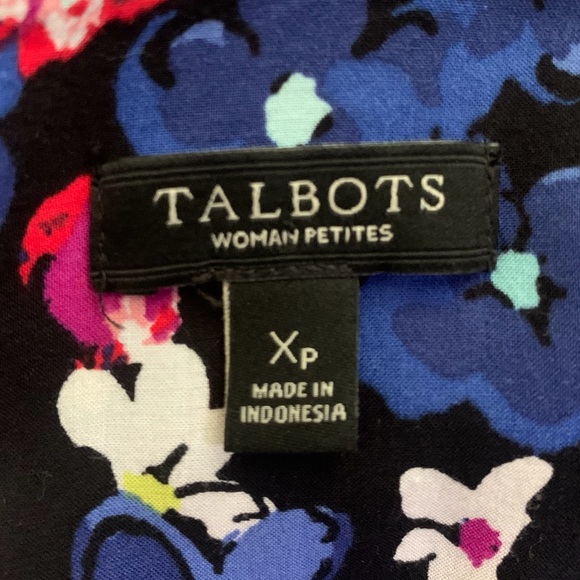 TALBOTS
WOMAN PETITES
XP
MADE IN
INDONESIA